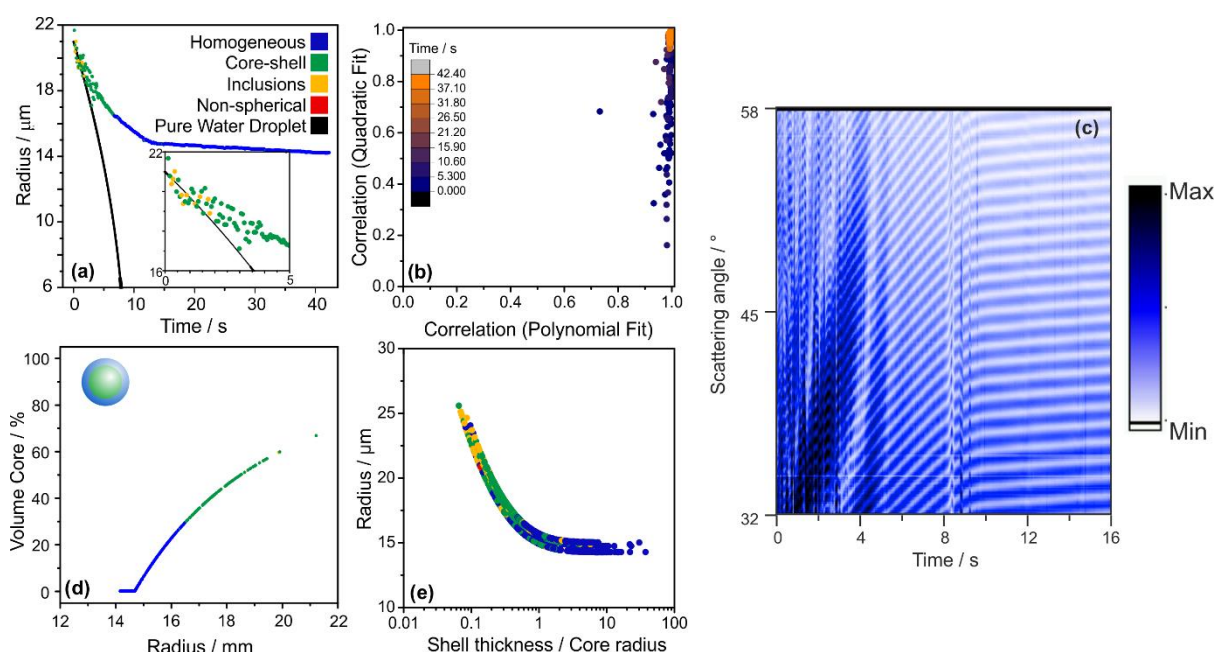 22
18
14
10
6
Radius / μm
Homogeneous
Core-shell
Inclusions
Non-spherical
Pure Water Droplet
22
16
0
5
(a)
0
10
20
30
40
Time / s
1.0
0.8
0.6
0.4
0.2
0.0
Correlation (Quadratic Fit)
Time / s
42.40
37.10
31.80
26.50
21.20
15.90
10.60
5.300
0.000
(b)
0.0
0.2
0.4
0.6
0.8
1.0
Correlation (Polynomial Fit)
58
45
32
Scattering angle / °
(c)
0
4
8
12
16
Time / s
Max
Min
100
80
60
40
20
0
Volume Core / %
(d)
12
14
16
18
20
22
Radius / mm
30
25
20
15
10
Radius / μm
(e)
0.01
0.1
1
10
100
Shell thickness / Core radius